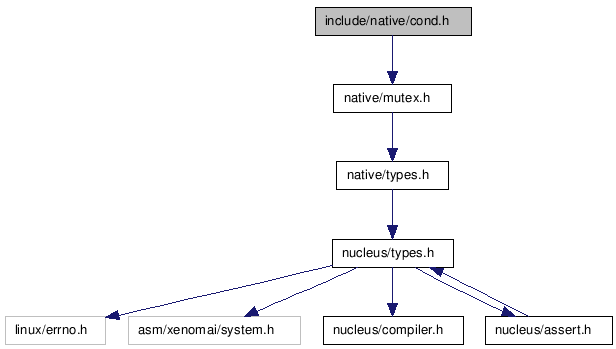 include/native/cond.h
native/mutex.h
native/types.h
nucleus/types.h
linux/errno.h
asm/xenomai/system.h
nucleus/compiler.h
nucleus/assert.h